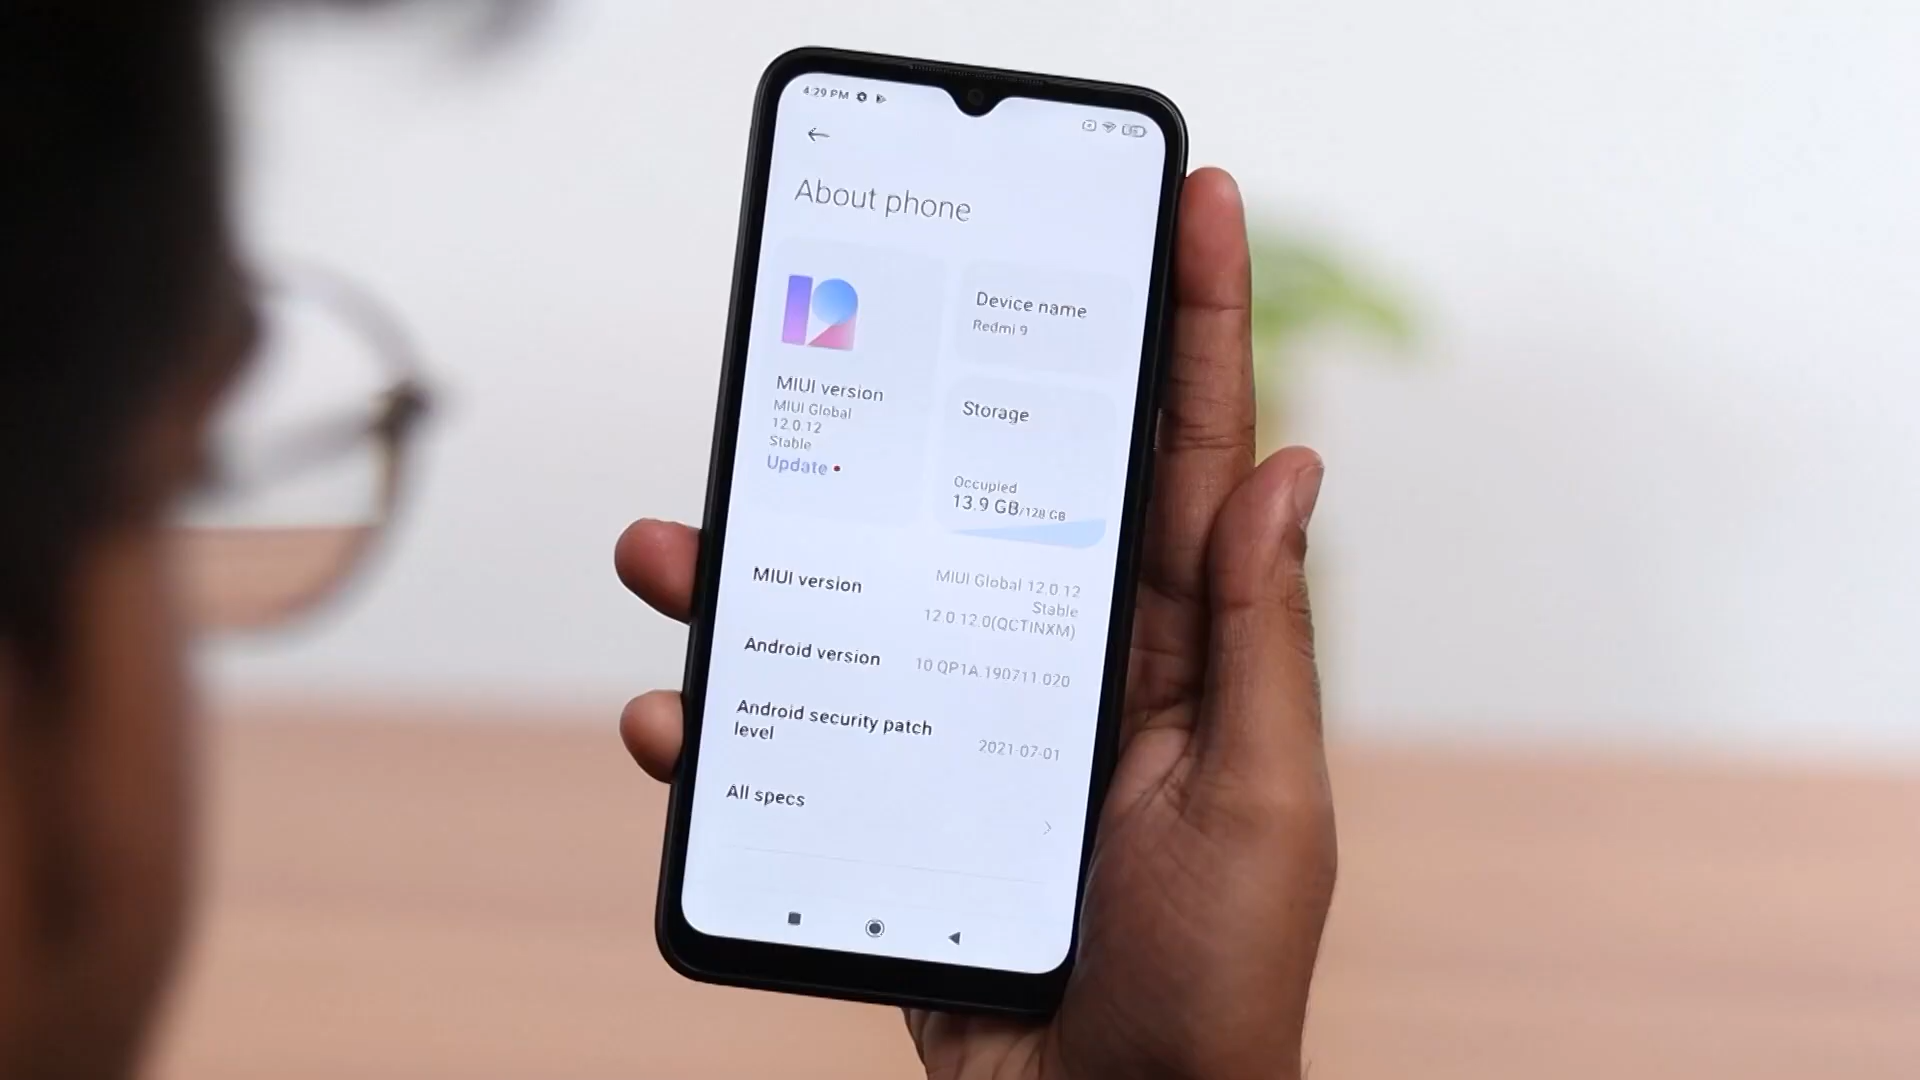 4:29 PM
About phone
MIUI version
MIUI Global
12.0.12
Stable
Update
Device name
Redmi 9
Storage
Occupied
13.9 GB/128 GB
MIUI version
MIUI Global 12.0.12
Stable
12.0.12.0(QCTINXM)
Android version
10 QP1A.190711.020
Android security patch
level
2021-07-01
All specs